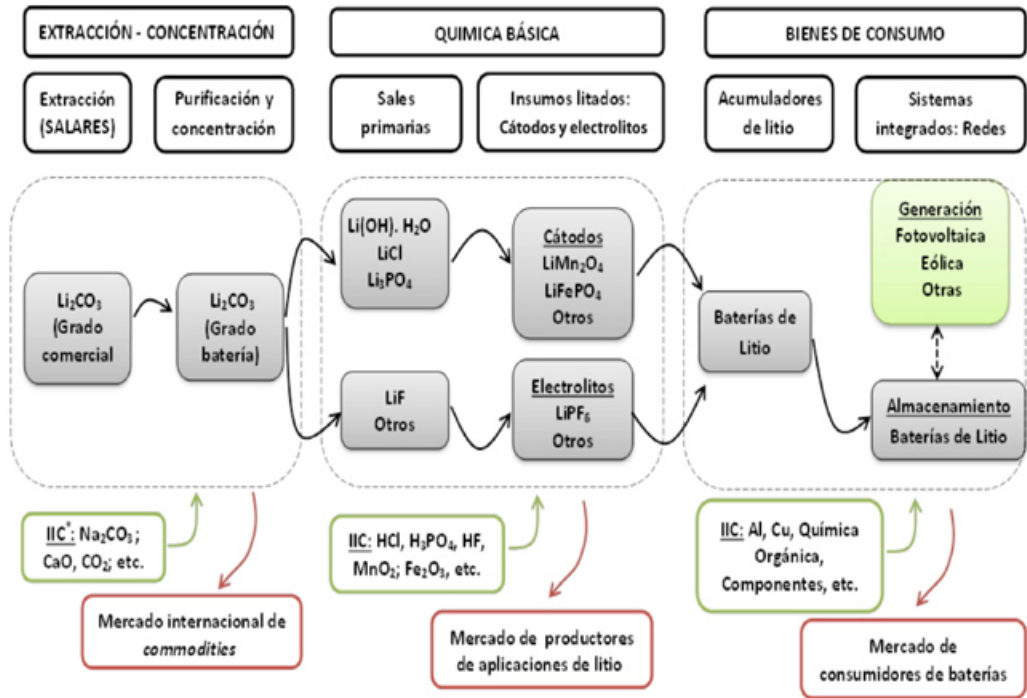 EXTRACCIÓN - CONCENTRACIÓN
QUIMICA BÁSICA
BIENES DE CONSUMO
Extracción
(SALARES)
Purificación y
concentración
Sales
primarias
Insumos litados:
Cátodos y electrolitos
Acumuladores
de litio
Sistemas
integrados: Redes
Li₂CO₃
(Grado
comercial
Li₂CO₃
(Grado
batería)
Li(OH). H₂O
LiCl
Li₃PO₄
Cátodos
LiMn₂O₄
LiFePO₄
Otros
LiF
Otros
Electrolitos
LiPF₆
Otros
Baterías de
Litio
Generación
Fotovoltaica
Eólica
Otras
Almacenamiento
Baterías de Litio
IIC*: Na₂CO₃;
CaO, CO₂; etc.
Mercado internacional de
commodities
IIC: HCl, H₃PO₄, HF,
MnO₂; Fe₂O₃, etc.
Mercado de productores
de aplicaciones de litio
IIC: Al, Cu, Química
Orgánica,
Componentes, etc.
Mercado de
consumidores de baterías